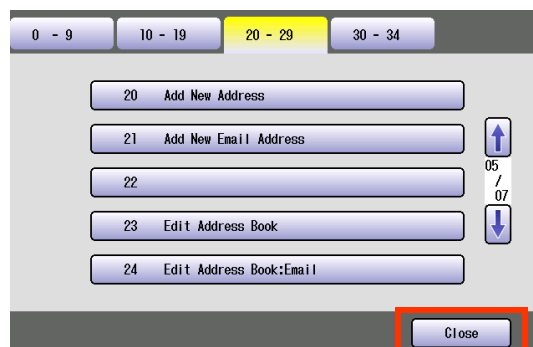 0 - 9
10 - 19
20 - 29
30 - 34
20 Add New Address
21 Add New Email Address
22
23 Edit Address Book
24 Edit Address Book:Email
05
/
07
Close